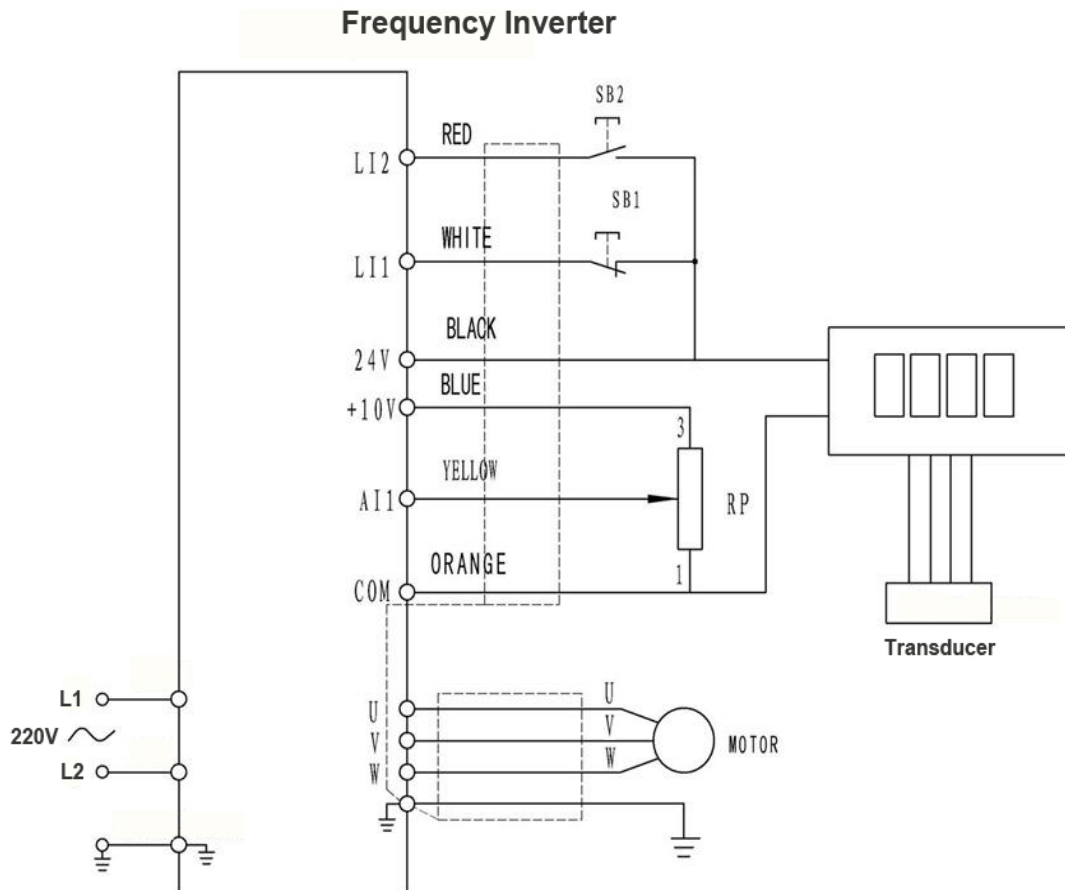 Frequency Inverter
SB2
RED
LI2
SB1
WHITE
LI1
BLACK
24V
BLUE
+10V
3
YELLOW
AI1
RP
ORANGE
1
COM
Transducer
L1
U
U
220V
V
V
MOTOR
W
L2
W